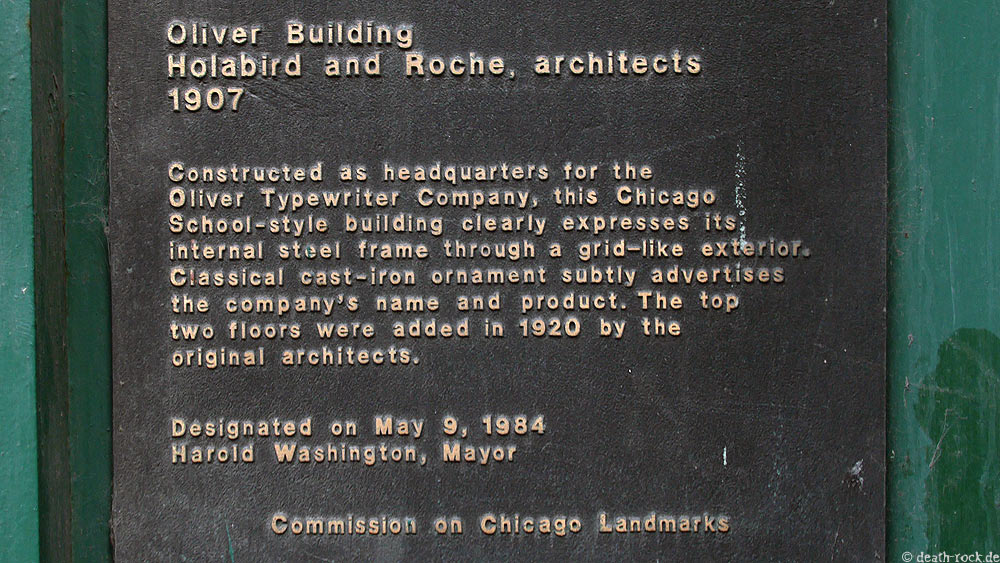 Oliver Building
Holabird and Roche, architects
1907
Constructed as headquarters for the
Oliver Typewriter Company, this Chicago
School-style building clearly expresses its
internal steel frame through a grid-like exterior.
Classical cast-iron ornament subtly advertises
the company's name and product. The top
two floors were added in 1920 by the
original architects.
Designated on May 9, 1984
Harold Washington, Mayor
Commission on Chicago Landmarks
© death-rock.de